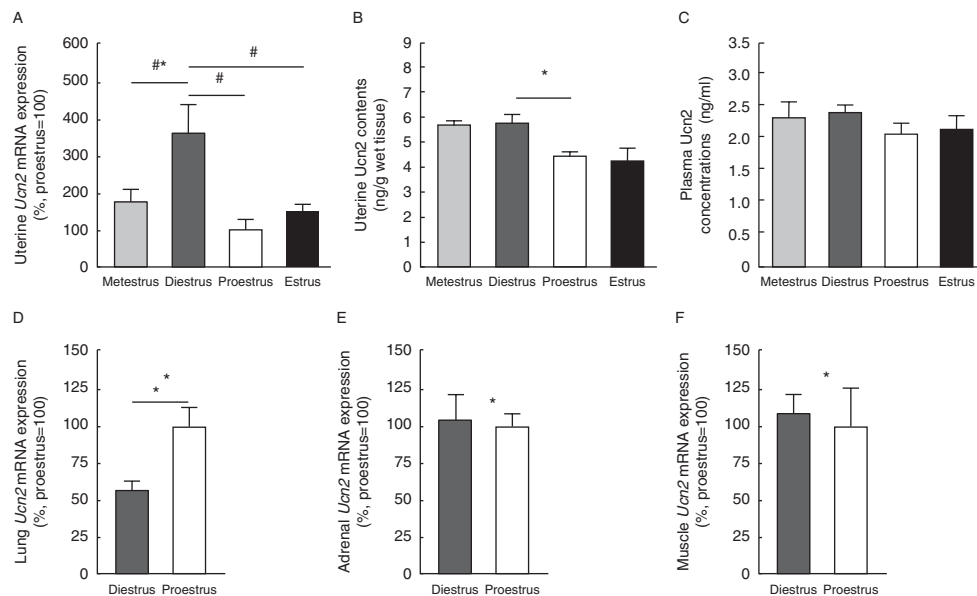 A
Uterine Ucn2 mRNA expression
(%, proestrus=100)
600
500
400
300
200
100
0
#*
#
#
Metestrus Diestrus Proestrus Estrus
B
Uterine Ucn2 contents
(ng/g wet tissue)
9
8
7
6
5
4
3
2
1
0
*
Metestrus Diestrus Proestrus Estrus
C
Plasma Ucn2
concentrations (ng/ml)
3.5
3.0
2.5
2.0
1.5
1.0
0.5
0
Metestrus Diestrus Proestrus Estrus
D
Lung Ucn2 mRNA expression
(%, proestrus=100)
150
125
100
75
50
25
0
*
*
Diestrus Proestrus
E
Adrenal Ucn2 mRNA expression
(%, proestrus=100)
150
125
100
75
50
25
0
*
Diestrus Proestrus
F
Muscle Ucn2 mRNA expression
(%, proestrus=100)
150
125
100
75
50
25
0
*
Diestrus Proestrus